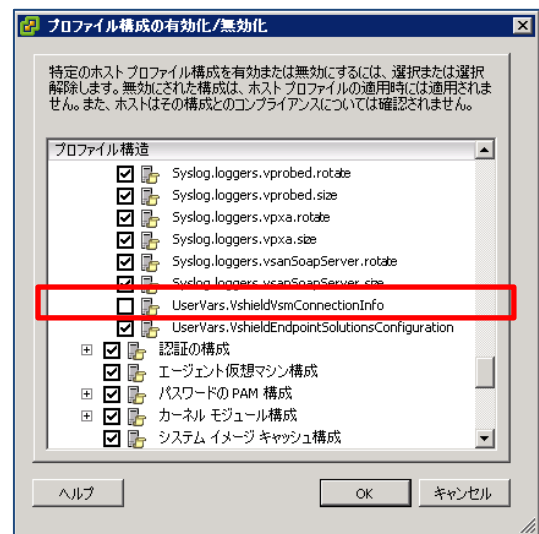 プロファイル構成の有効化/無効化
特定のホスト プロファイル構成を有効または無効にするには、選択または選択
解除します。無効にされた構成は、ホスト プロファイルの適用時には適用されま
せん。また、ホストはその構成とのコンプライアンスについては確認されません。
プロファイル構造
Syslog.loggers.vprobed.rotate
Syslog.loggers.vprobed.size
Syslog.loggers.vpxa.rotate
Syslog.loggers.vpxa.size
Syslog.loggers.vsanSoapServer.rotate
Syslog.loggers.vsanSoapServer.size
UserVars.VshieldVsmConnectionInfo
UserVars.VshieldEndpointSolutionsConfiguration
認証の構成
エージェント仮想マシン構成
パスワードの PAM 構成
カーネル モジュール構成
システム イメージ キャッシュ構成
ヘルプ
OK
キャンセル